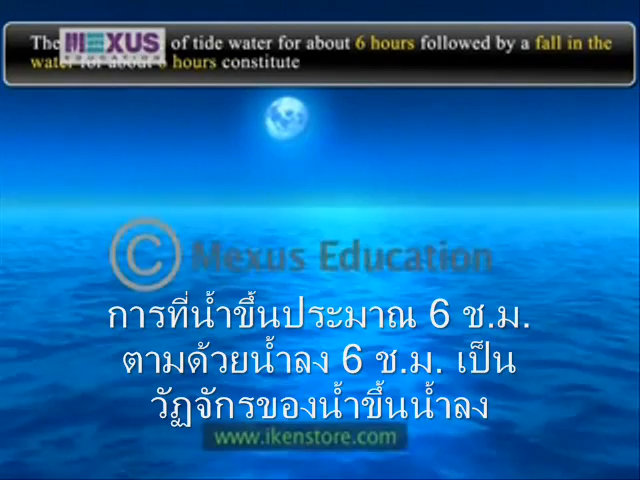 The
MEXUS
EDUCATION
of tide water for about 6 hours followed by a fall in the
water for about 6 hours constitute
© Mexus Education
การที่น้ำขึ้นประมาณ 6 ช.ม.
ตามด้วยน้ำลง 6 ช.ม. เป็น
วัฏจักรของน้ำขึ้นน้ำลง
www.ikenstore.com